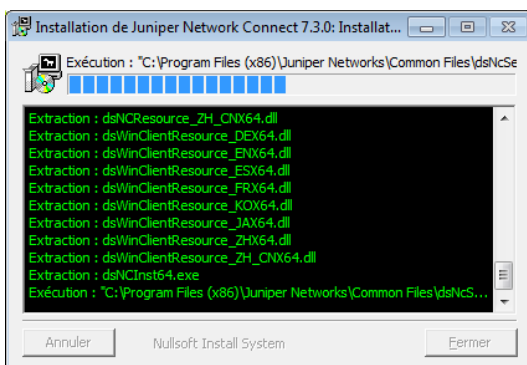 Installation de Juniper Network Connect 7.3.0: Installat...
Exécution : "C:\Program Files (x86)\Juniper Networks\Common Files\dsNcSe
Extraction : dsNCResource_ZH_CNX64.dll
Extraction : dsWinClientResource_DEX64.dll
Extraction : dsWinClientResource_ENX64.dll
Extraction : dsWinClientResource_ESX64.dll
Extraction : dsWinClientResource_FRX64.dll
Extraction : dsWinClientResource_KOX64.dll
Extraction : dsWinClientResource_JAX64.dll
Extraction : dsWinClientResource_ZHX64.dll
Extraction : dsWinClientResource_ZH_CNX64.dll
Extraction : dsNCInst64.exe
Exécution : "C:\Program Files (x86)\Juniper Networks\Common Files\dsNcS...
Annuler
Nullsoft Install System
Fermer